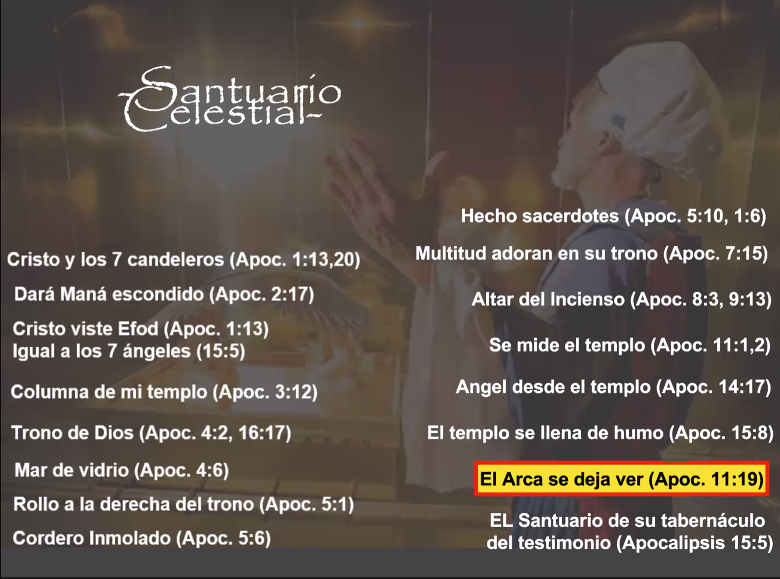 Santuario
Celestial
Cristo y los 7 candeleros (Apoc. 1:13,20)
Dará Maná escondido (Apoc. 2:17)
Cristo viste Efod (Apoc. 1:13)
Igual a los 7 ángeles (15:5)
Columna de mi templo (Apoc. 3:12)
Trono de Dios (Apoc. 4:2, 16:17)
Mar de vidrio (Apoc. 4:6)
Rollo a la derecha del trono (Apoc. 5:1)
Cordero Inmolado (Apoc. 5:6)
Hecho sacerdotes (Apoc. 5:10, 1:6)
Multitud adoran en su trono (Apoc. 7:15)
Altar del Incienso (Apoc. 8:3, 9:13)
Se mide el templo (Apoc. 11:1,2)
Angel desde el templo (Apoc. 14:17)
El templo se llena de humo (Apoc. 15:8)
El Arca se deja ver (Apoc. 11:19)
EL Santuario de su tabernáculo
del testimonio (Apocalipsis 15:5)